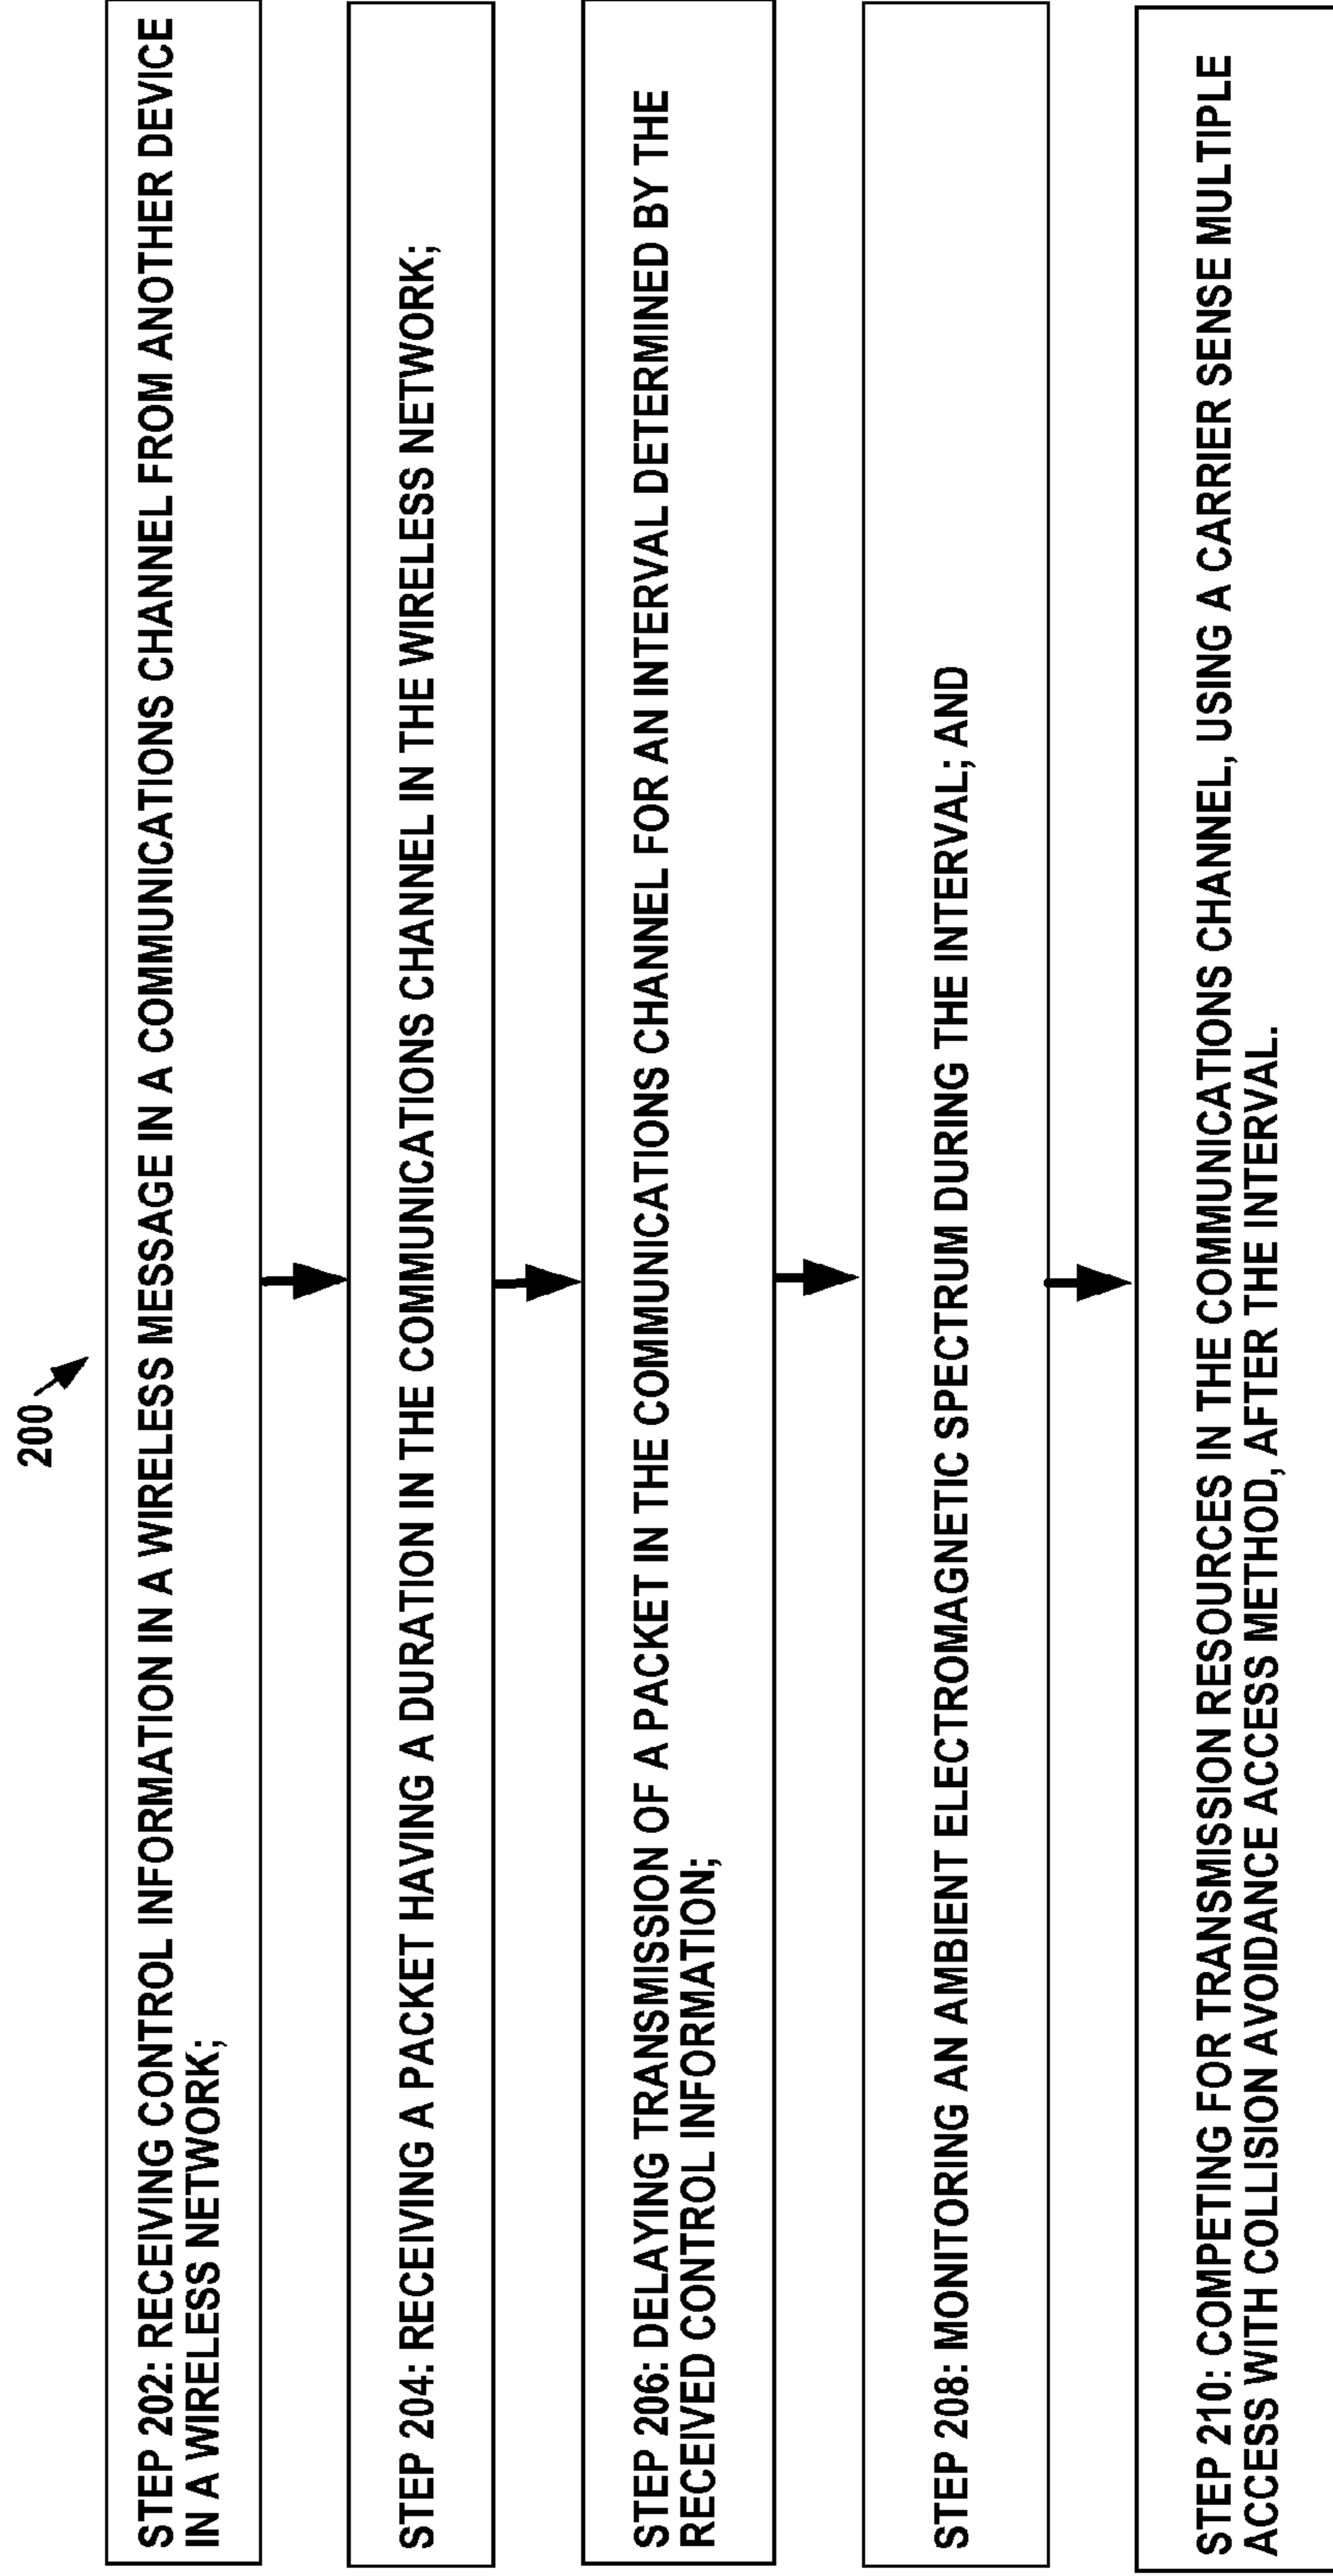 200
STEP 202: RECEIVING CONTROL INFORMATION IN A WIRELESS MESSAGE IN A COMMUNICATIONS CHANNEL FROM ANOTHER DEVICE
IN A WIRELESS NETWORK;
STEP 204: RECEIVING A PACKET HAVING A DURATION IN THE COMMUNICATIONS CHANNEL IN THE WIRELESS NETWORK;
STEP 206: DELAYING TRANSMISSION OF A PACKET IN THE COMMUNICATIONS CHANNEL FOR AN INTERVAL DETERMINED BY THE
RECEIVED CONTROL INFORMATION;
STEP 208: MONITORING AN AMBIENT ELECTROMAGNETIC SPECTRUM DURING THE INTERVAL; AND
STEP 210: COMPETING FOR TRANSMISSION RESOURCES IN THE COMMUNICATIONS CHANNEL, USING A CARRIER SENSE MULTIPLE
ACCESS WITH COLLISION AVOIDANCE ACCESS METHOD, AFTER THE INTERVAL.